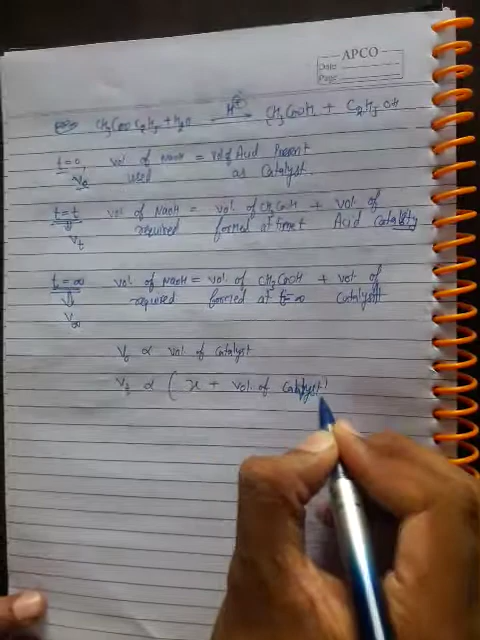 APCO
Date
Page
CH3COOC2H5 + H2O H⊕ → CH3COOH + C2H5OH
t=0, vol of NaOH = vol of Acid Present
V0 used as Catalyst.
t=t vol of NaOH = vol of CH3COOH + vol of
required formed at time t Acid Catalyst
Vt
t=∞ vol of NaOH = vol of CH3COOH + vol of
required formed at t=∞ catalyst
V∞
V0 ∝ vol of catalyst
Vt ∝ ( x + vol of catalyst)